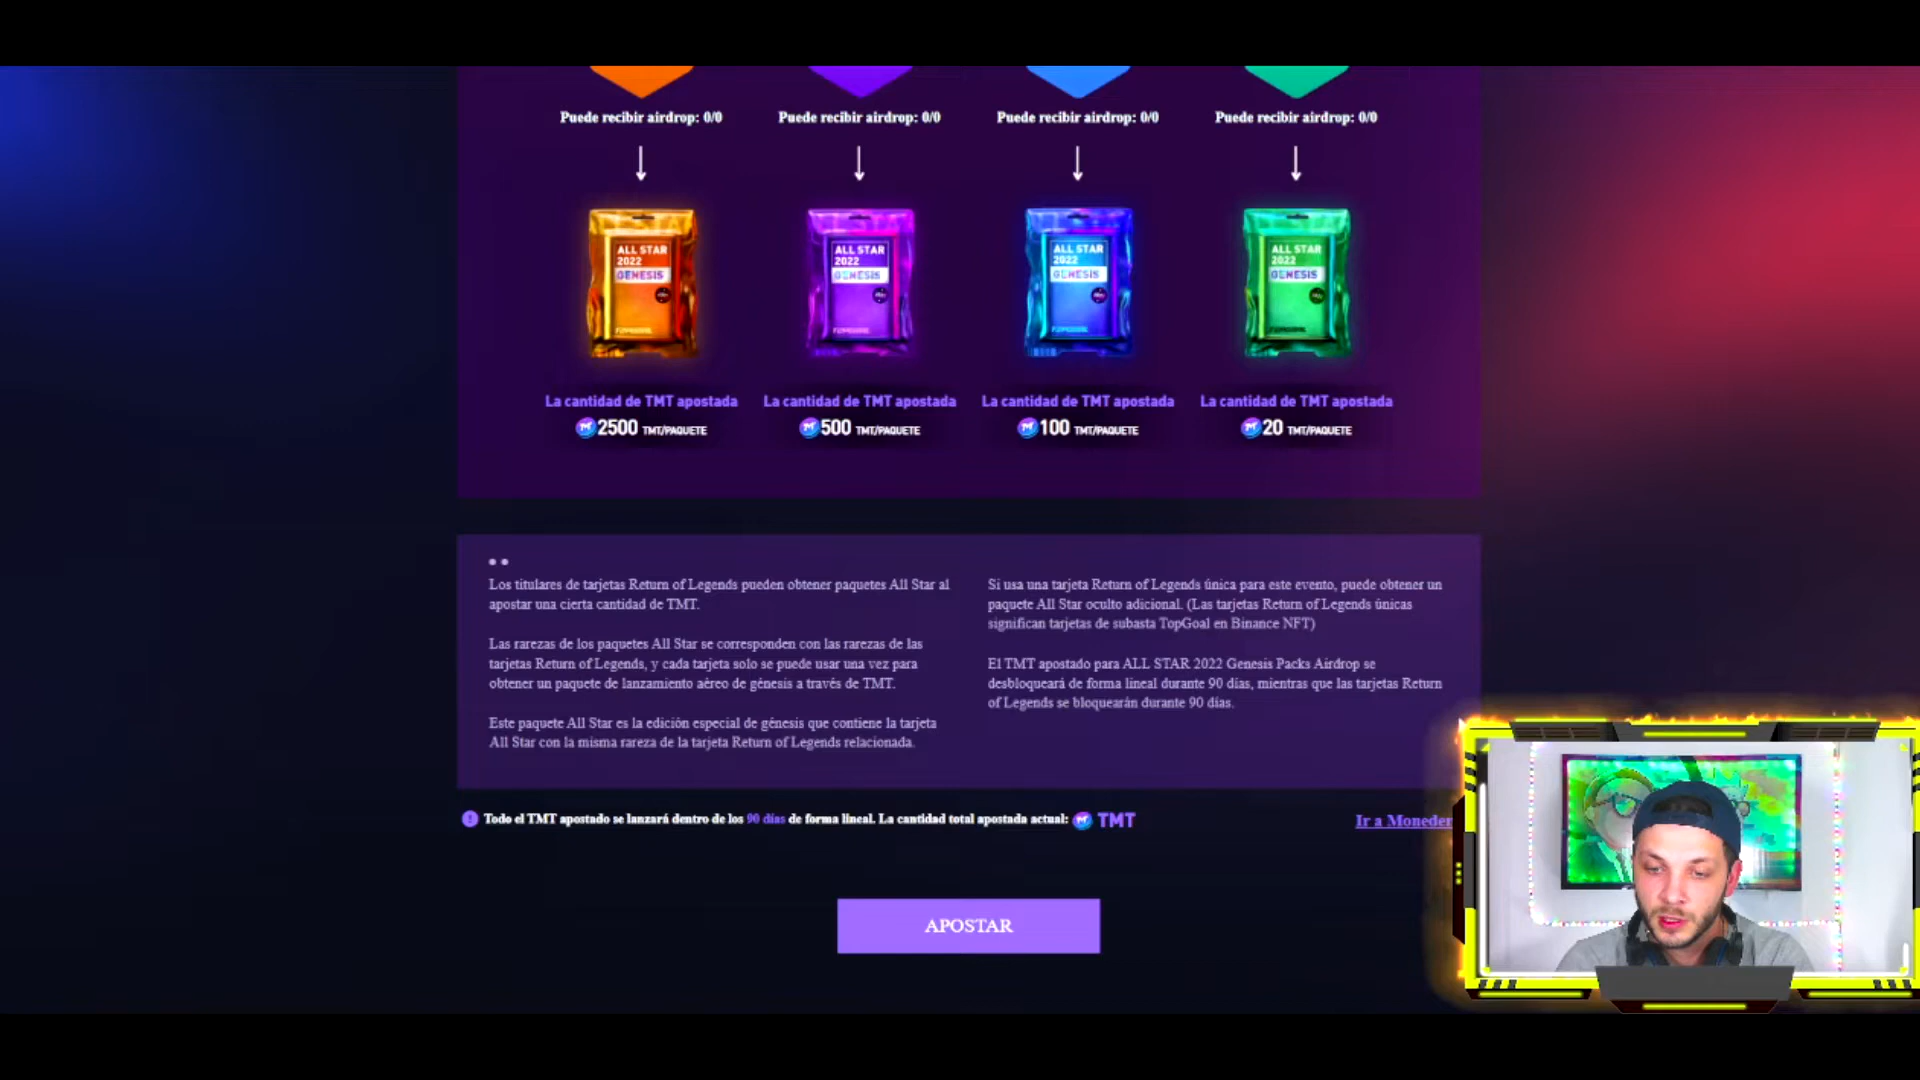 Puede recibir airdrop: 0/0
Puede recibir airdrop: 0/0
Puede recibir airdrop: 0/0
Puede recibir airdrop: 0/0
ALL STAR
2022
GENESIS
ALL STAR
2022
GENESIS
ALL STAR
2022
GENESIS
ALL STAR
2022
GENESIS
La cantidad de TMT apostada
2500 TMT/PAQUETE
La cantidad de TMT apostada
500 TMT/PAQUETE
La cantidad de TMT apostada
100 TMT/PAQUETE
La cantidad de TMT apostada
20 TMT/PAQUETE
Los titulares de tarjetas Return of Legends pueden obtener paquetes All Star al
apostar una cierta cantidad de TMT.
Las rarezas de los paquetes All Star se corresponden con las rarezas de las
tarjetas Return of Legends, y cada tarjeta solo se puede usar una vez para
obtener un paquete de lanzamiento aéreo de génesis a través de TMT.
Este paquete All Star es la edición especial de génesis que contiene la tarjeta
All Star con la misma rareza de la tarjeta Return of Legends relacionada.
Si usa una tarjeta Return of Legends única para este evento, puede obtener un
paquete All Star oculto adicional. (Las tarjetas Return of Legends únicas
significan tarjetas de subasta TopGoal en Binance NFT)
El TMT apostado para ALL STAR 2022 Genesis Packs Airdrop se
desbloqueará de forma lineal durante 90 días, mientras que las tarjetas Return
of Legends se bloquearán durante 90 días.
Todo el TMT apostado se lanzará dentro de los 90 días de forma lineal. La cantidad total apostada actual: TMT
Ir a Moneder
APOSTAR